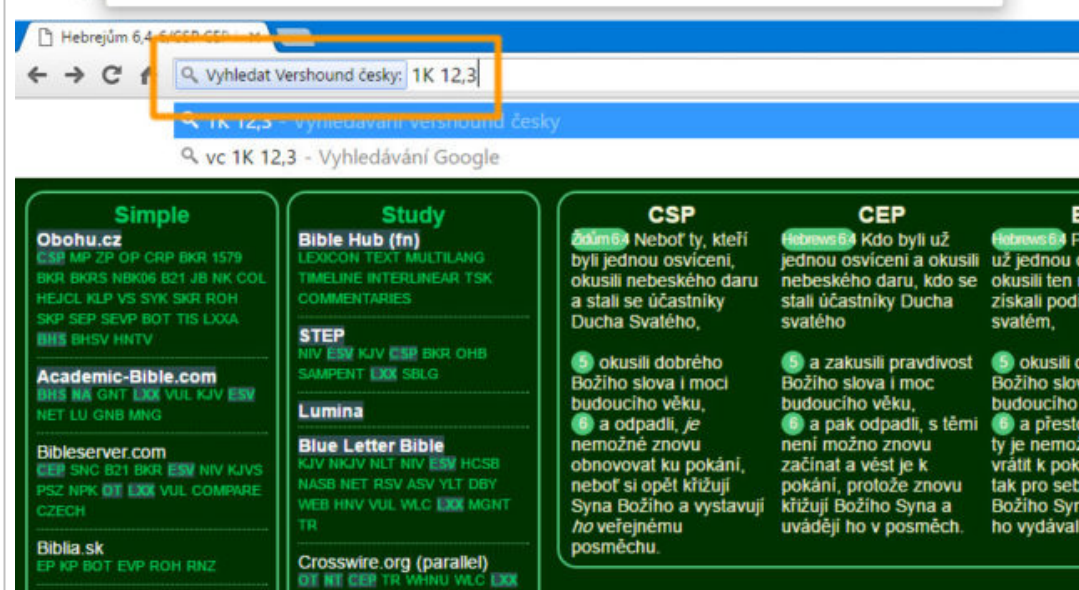 Hebrejům 6,4-6/CSP CEP
Vyhledat Vershound česky: 1K 12,3
1K 12,3 - Vyhledávání Vershound česky
vc 1K 12,3 - Vyhledávání Google
Simple
Obohu.cz
CSP MP ZP OP CRP BKR 1579
BKR BKRS NBK06 B21 JB NK COL
HEJCL KLP VS SYK SKR ROH
SKP SEP SEVP BOT TIS LXXA
BHS BHSV HNTV
Academic-Bible.com
BHS NA GNT LXX VUL KJV ESV
NET LU GNB MNG
Bibleserver.com
CEP SNC B21 BKR ESV NIV KJVS
PSZ NPK OT LXX VUL COMPARE
CZECH
Biblia.sk
EP KP BOT EVP ROH RNZ
Study
Bible Hub (fn)
LEXICON TEXT MULTILANG
TIMELINE INTERLINEAR TSK
COMMENTARIES
STEP
NIV ESV KJV CSP BKR OHB
SAMPENT LXX SBLG
Lumina
Blue Letter Bible
KJV NKJV NLT NIV ESV HCSB
NASB NET RSV ASV YLT DBY
WEB HNV VUL WLC LXX MGNT
TR
Crosswire.org (parallel)
OT NT CEP TR WHNU WLC LXX
CSP
Židům 6:4 Neboť ty, kteří
byli jednou osvíceni,
okusili nebeského daru
a stali se účastníky
Ducha Svatého,
5 okusili dobrého
Božího slova i moci
budoucího věku,
6 a odpadli, je
nemožné znovu
obnovovat ku pokání,
neboť si opět křižují
Syna Božího a vystavují
ho veřejnému
posměchu.
CEP
Hebrews 6:4 Kdo byli už
jednou osvíceni a okusili
nebeského daru, kdo se
stali účastníky Ducha
svatého
5 a zakusili pravdivost
Božího slova i moc
budoucího věku,
6 a pak odpadli, s těmi
není možno znovu
začínat a vést je k
pokání, protože znovu
křižují Božího Syna a
uvádějí ho v posměch.
Hebrews 6:4
už jednou
okusili ten
získali pod
svatém,
5 okusili
Božího slov
budoucího
6 a přesto
ty je nemož
vrátit k pok
tak pro seb
Božího Syn
ho vydával